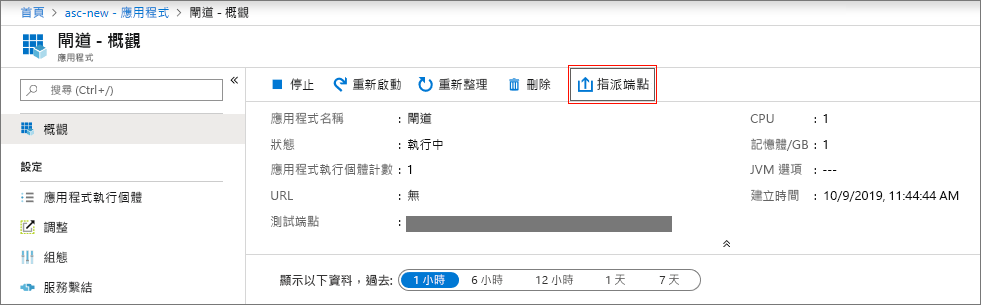 首頁 > asc-new - 應用程式 > 閘道 - 概觀
閘道 - 概觀
應用程式
搜尋 (Ctrl+/)
«
概觀
設定
應用程式執行個體
調整
組態
服務繫結
停止 重新啟動 重新整理 刪除 指派端點
應用程式名稱 : 閘道
狀態 : 執行中
應用程式執行個體計數 : 1
URL : 無
測試端點 :
CPU : 1
記憶體/GB : 1
JVM 選項 : ---
建立時間 : 10/9/2019, 11:44:44 AM
顯示以下資料，過去: 1 小時 6 小時 12 小時 1 天 7 天